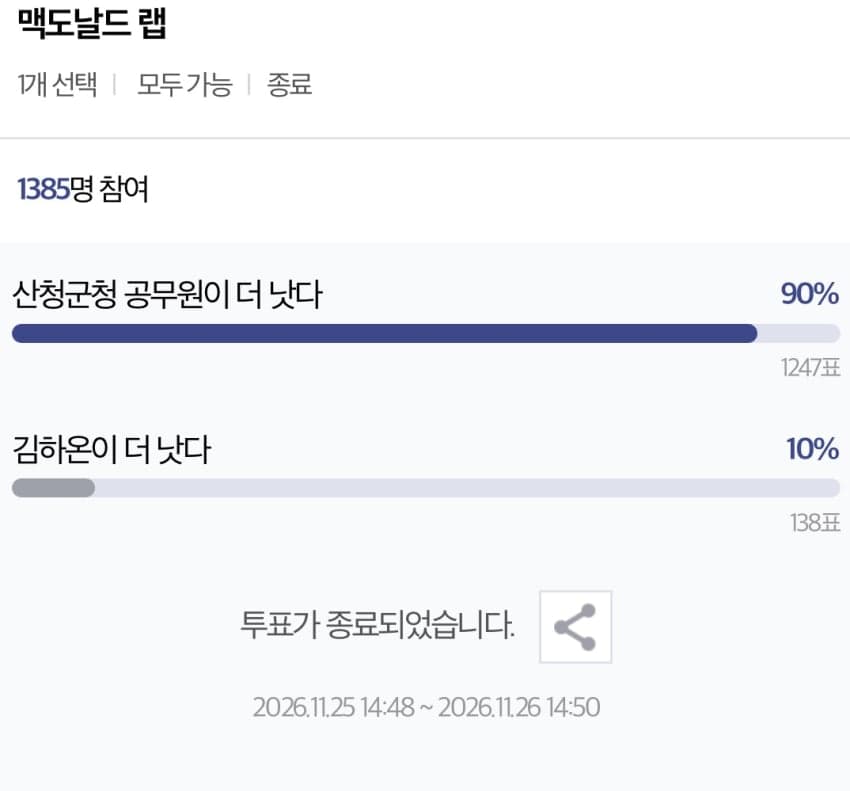 맥도날드 랩
1개 선택 | 모두 가능 | 종료
1385명 참여
산청군청 공무원이 더 낫다 90%
1247표
김하온이 더 낫다 10%
138표
투표가 종료되었습니다.
2026.11.25 14:48 ~ 2026.11.26 14:50